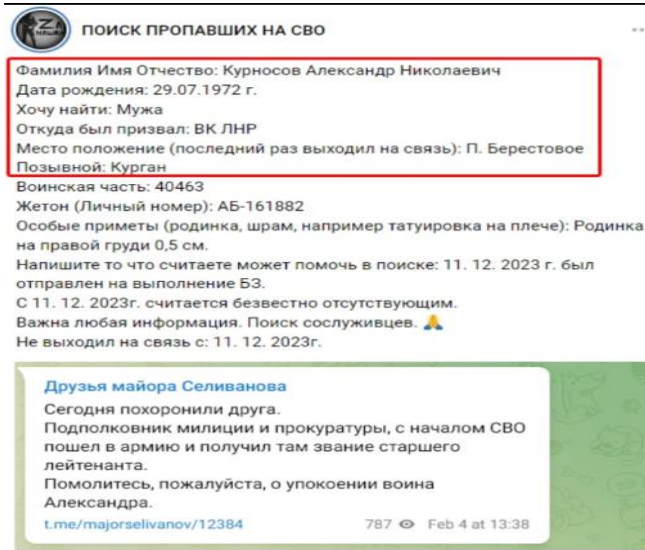 ПОИСК ПРОПАВШИХ НА СВО
Фамилия Имя Отчество: Курносов Александр Николаевич
Дата рождения: 29.07.1972 г.
Хочу найти: Мужа
Откуда был призвал: ВК ЛНР
Место положение (последний раз выходил на связь): П. Берестовое
Позывной: Курган
Воинская часть: 40463
Жетон (Личный номер): АБ-161882
Особые приметы (родинка, шрам, например татуировка на плече): Родинка
на правой груди 0,5 см.
Напишите то что считаете может помочь в поиске: 11. 12. 2023 г. был
отправлен на выполнение БЗ.
С 11. 12. 2023г. считается безвестно отсутствующим.
Важна любая информация. Поиск сослуживцев. 🙏
Не выходил на связь с: 11. 12. 2023г.
Друзья майора Селиванова
Сегодня похоронили друга.
Подполковник милиции и прокуратуры, с началом СВО
пошел в армию и получил там звание старшего
лейтенанта.
Помолитесь, пожалуйста, о упокоении воина
Александра.
t.me/majorselivanov/12384 787 Feb 4 at 13:38